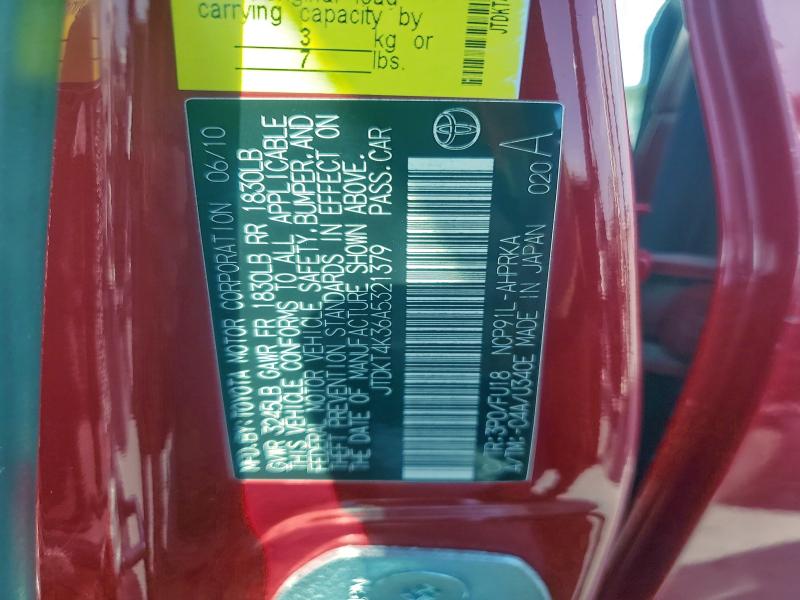 carrying capacity by
3 kg or
7 lbs.
JTDKT4
MFD.BY: TOYOTA MOTOR CORPORATION 06/10
GVWR 3245LB GAWR FR 1830LB RR 1830LB
THIS VEHICLE CONFORMS TO ALL APPLICABLE
FEDERAL MOTOR VEHICLE SAFETY, BUMPER, AND
THEFT PREVENTION STANDARDS IN EFFECT ON
THE DATE OF MANUFACTURE SHOWN ABOVE.
JTDKT4K36A5321379 PASS.CAR
C/TR:3P0/FU18 NCP91L-AHPRKA
A/TM:-04A/U340E MADE IN JAPAN 020 A